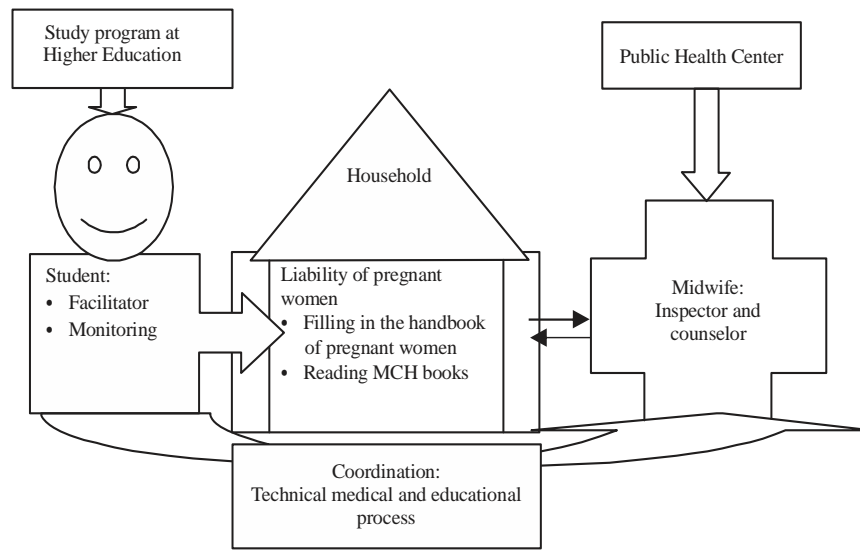 Study program at
Higher Education
Public Health Center
Household
Student:
• Facilitator
• Monitoring
Liability of pregnant
women
• Filling in the handbook
of pregnant women
• Reading MCH books
Midwife:
Inspector and
counselor
Coordination:
Technical medical and educational
process